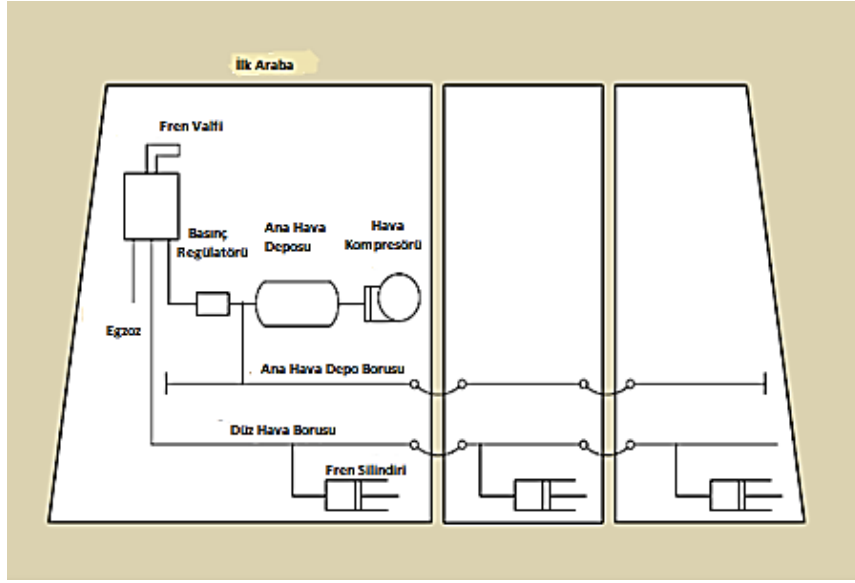 İlk Araba
Fren Valfi
Basınç
Regülatörü
Ana Hava
Deposu
Hava
Kompresörü
Egzoz
Ana Hava Depo Borusu
Düz Hava Borusu
Fren Silindiri